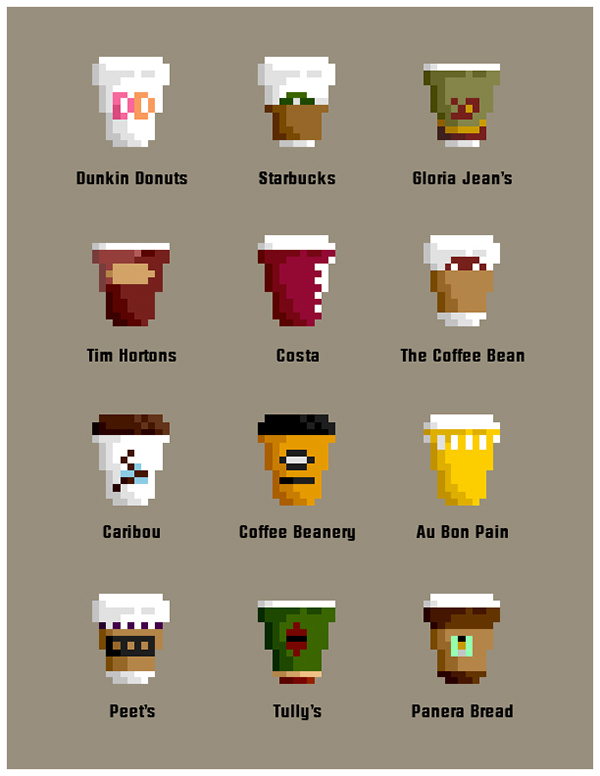 Dunkin Donuts
Starbucks
Gloria Jean's
Tim Hortons
Costa
The Coffee Bean
Caribou
Coffee Beanery
Au Bon Pain
Peet's
Tully's
Panera Bread